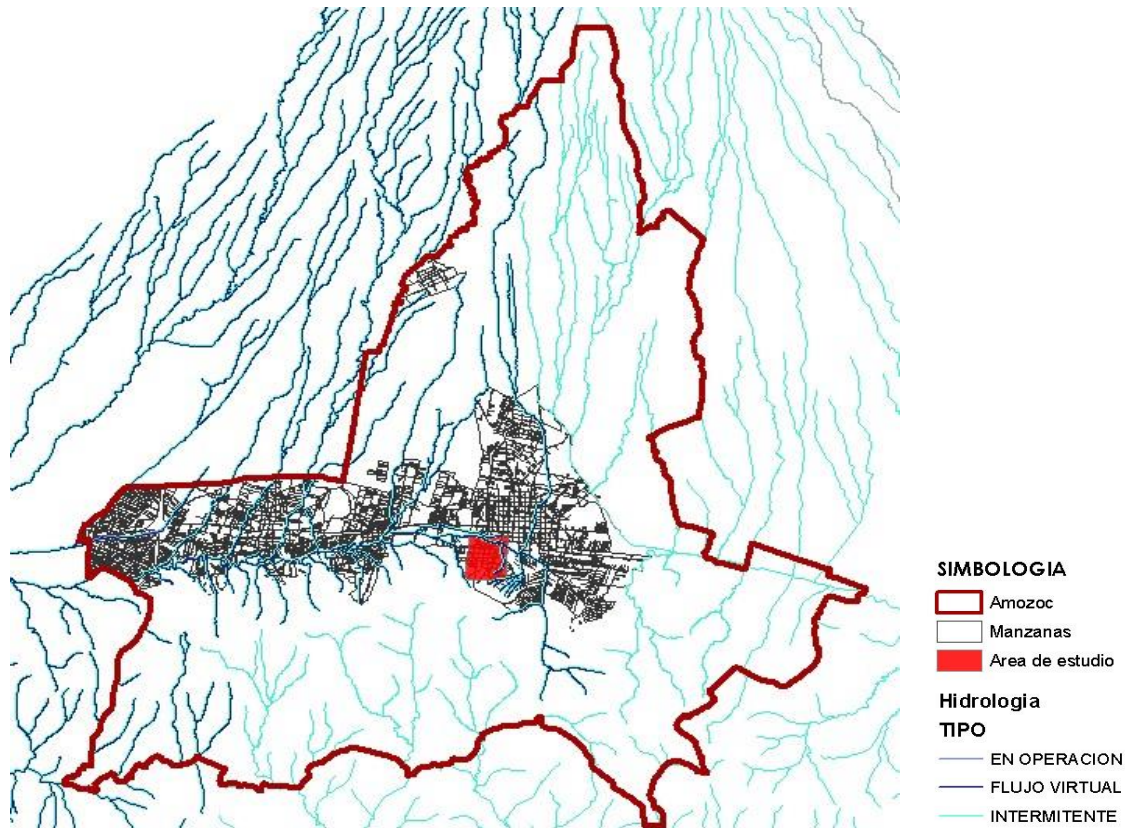 SIMBOLOGIA
Amozoc
Manzanas
Area de estudio
Hidrologia
TIPO
EN OPERACION
FLUJO VIRTUAL
INTERMITENTE